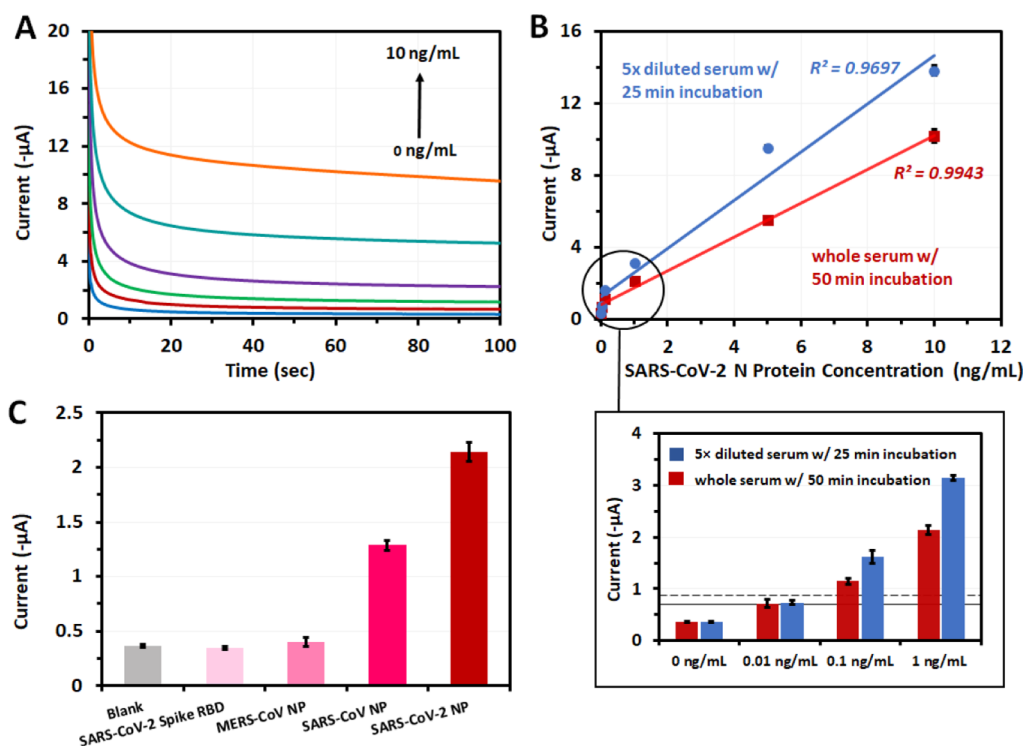 A
20
16
12
8
4
0
Current (-µA)
10 ng/mL
0 ng/mL
0
20
40
60
80
100
Time (sec)
B
16
12
8
4
0
Current (-µA)
5x diluted serum w/
25 min incubation
R² = 0.9697
R² = 0.9943
whole serum w/
50 min incubation
0
2
4
6
8
10
12
SARS-CoV-2 N Protein Concentration (ng/mL)
4
3
2
1
0
Current (-µA)
5× diluted serum w/ 25 min incubation
whole serum w/ 50 min incubation
0 ng/mL
0.01 ng/mL
0.1 ng/mL
1 ng/mL
C
2.5
2
1.5
1
0.5
0
Current (-µA)
Blank
SARS-CoV-2 Spike RBD
MERS-CoV NP
SARS-CoV NP
SARS-CoV-2 NP